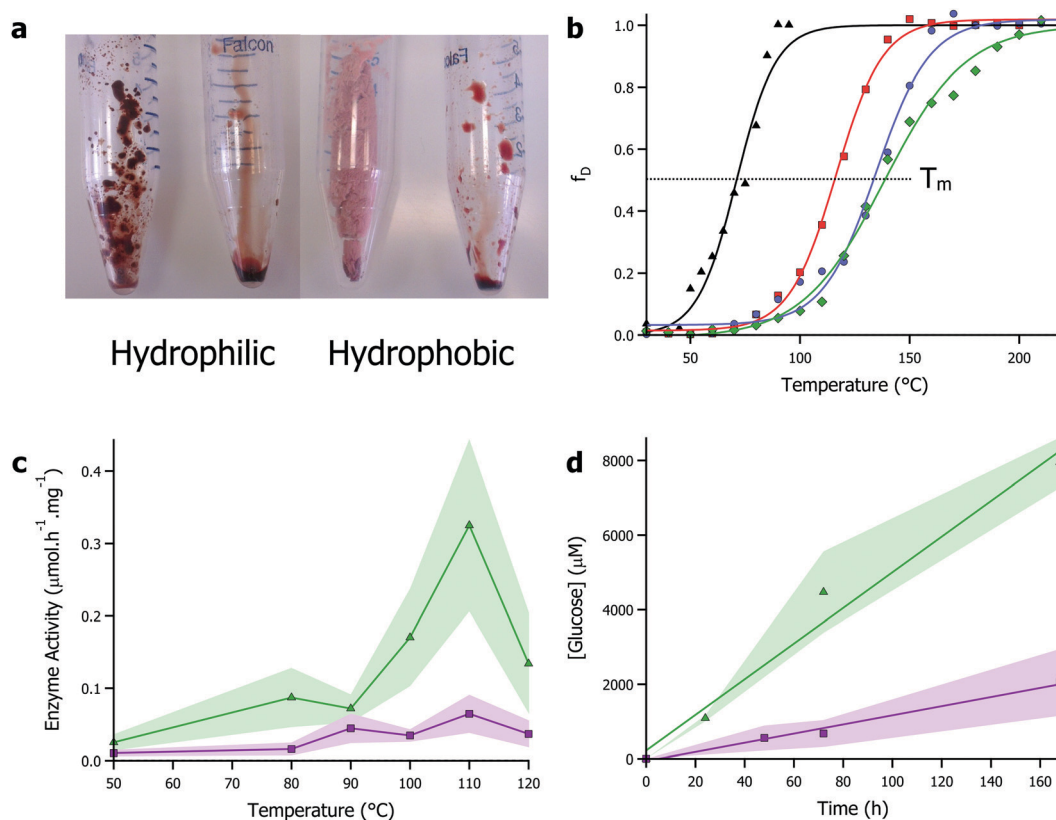 a
Falcon
Falcon
Hydrophilic
Hydrophobic
b
f_D
1.0
0.8
0.6
0.4
0.2
0.0
T_m
50
100
150
200
Temperature (°C)
c
Enzyme Activity (μmol.h⁻¹.mg⁻¹)
0.4
0.3
0.2
0.1
0.0
50
60
70
80
90
100
110
120
Temperature (°C)
d
[Glucose] (μM)
8000
6000
4000
2000
0
0
20
40
60
80
100
120
140
160
Time (h)